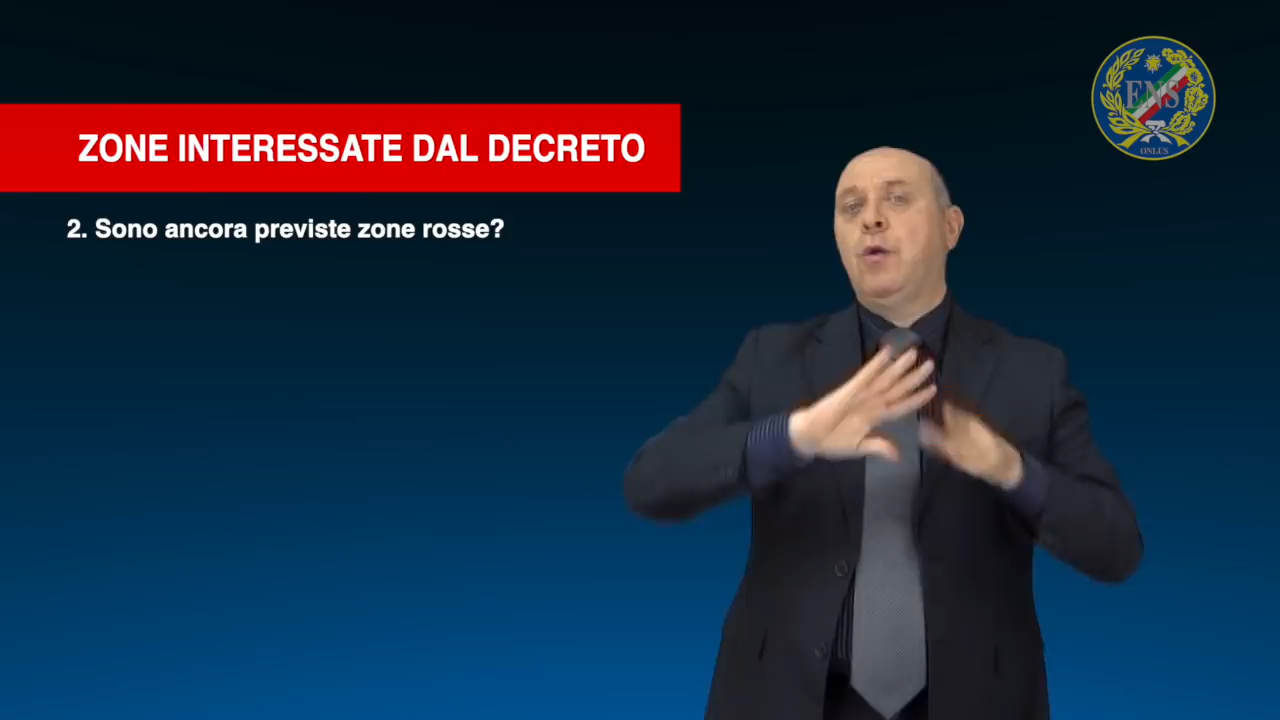 ZONE INTERESSATE DAL DECRETO
2. Sono ancora previste zone rosse?
ENS
ONLUS